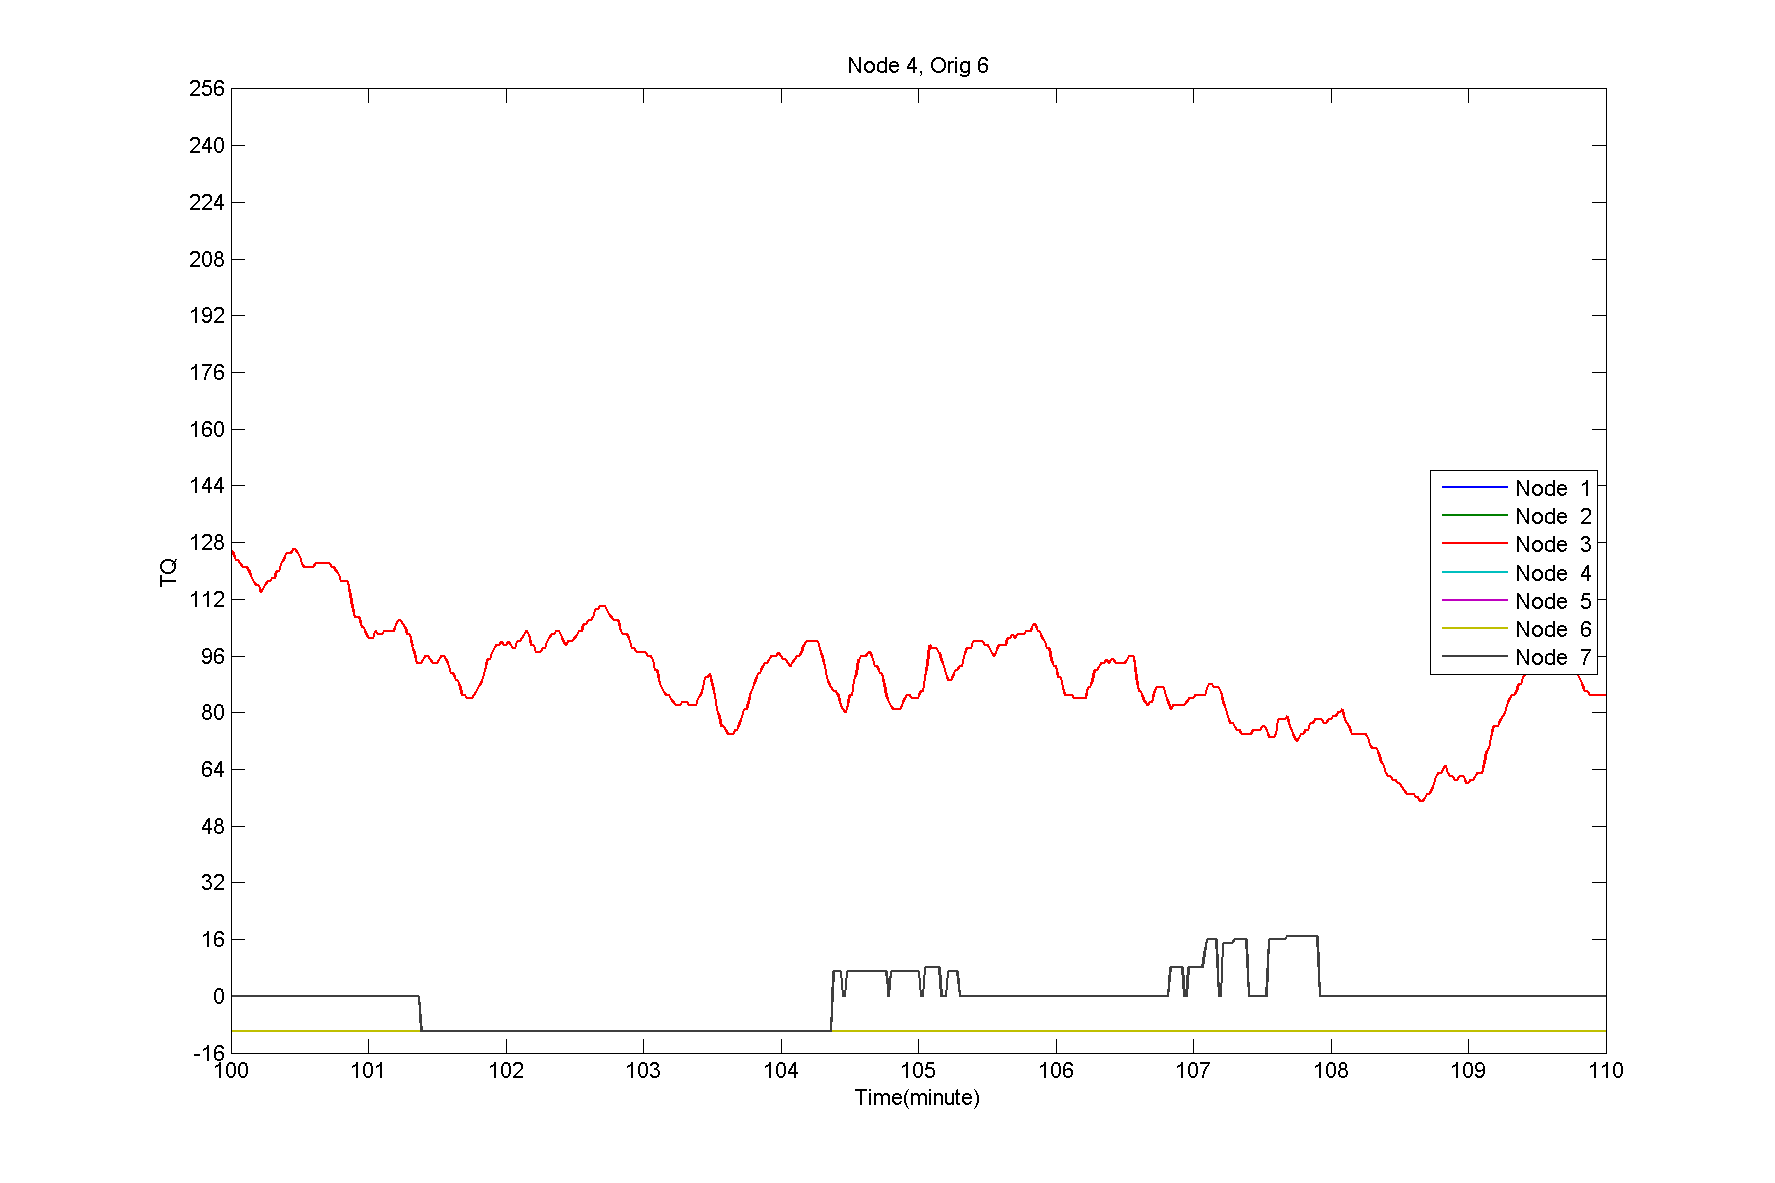 Node 4, Orig 6
256
240
224
208
192
176
160
144
128
112
96
80
64
48
32
16
0
-16
TQ
Node 1
Node 2
Node 3
Node 4
Node 5
Node 6
Node 7
100 101 102 103 104 105 106 107 108 109 110
Time(minute)